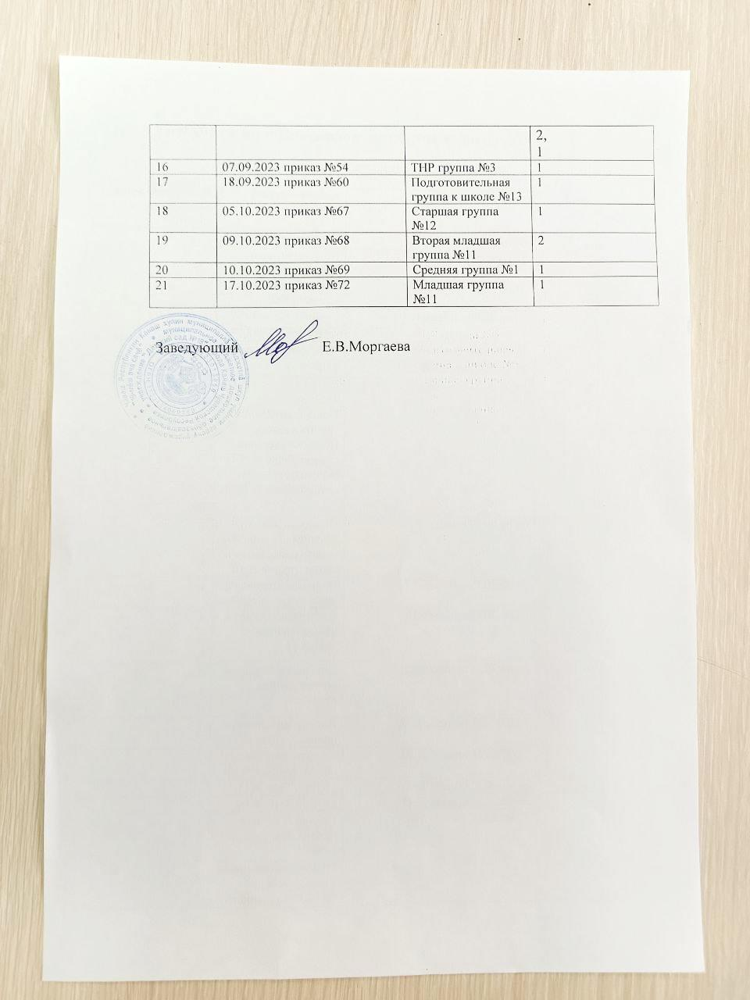 2,
1
16 07.09.2023 приказ №54 ТНР группа №3 1
17 18.09.2023 приказ №60 Подготовительная 1
группа к школе №13
18 05.10.2023 приказ №67 Старшая группа 1
№12
19 09.10.2023 приказ №68 Вторая младшая 2
группа №11
20 10.10.2023 приказ №69 Средняя группа №1 1
21 17.10.2023 приказ №72 Младшая группа 1
№11
Заведующий Е.В.Моргаева